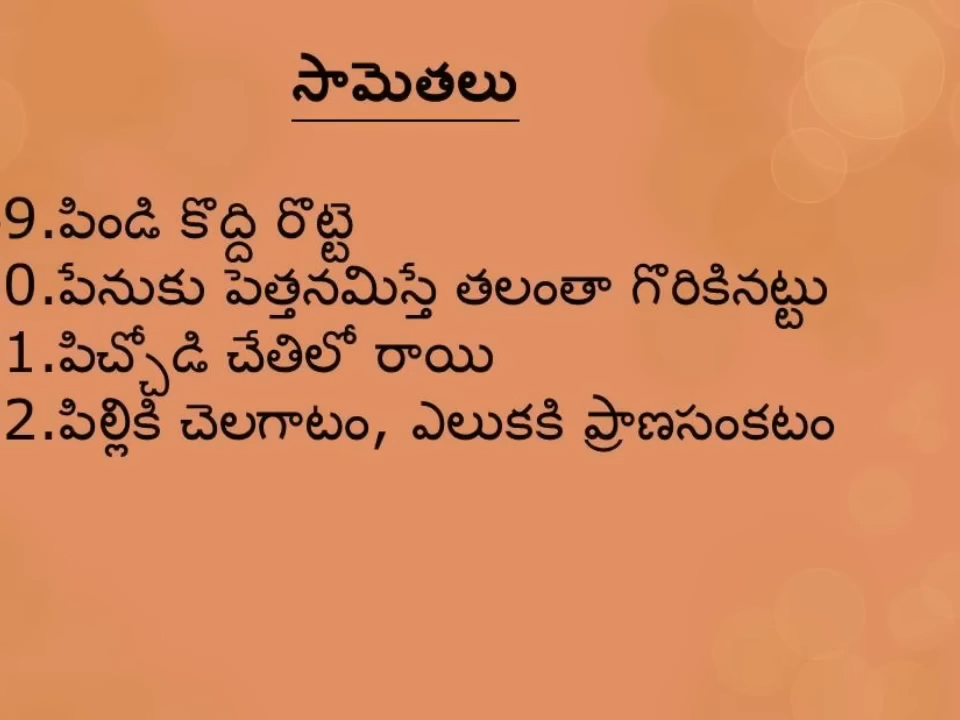 సామెతలు
9.పిండి కొద్ది రొట్టె
0.పేనుకు పెత్తనమిస్తే తలంతా గొరికినట్టు
1.పిచ్చోడి చేతిలో రాయి
2.పిల్లికి చెలగాటం, ఎలుకకి ప్రాణసంకటం